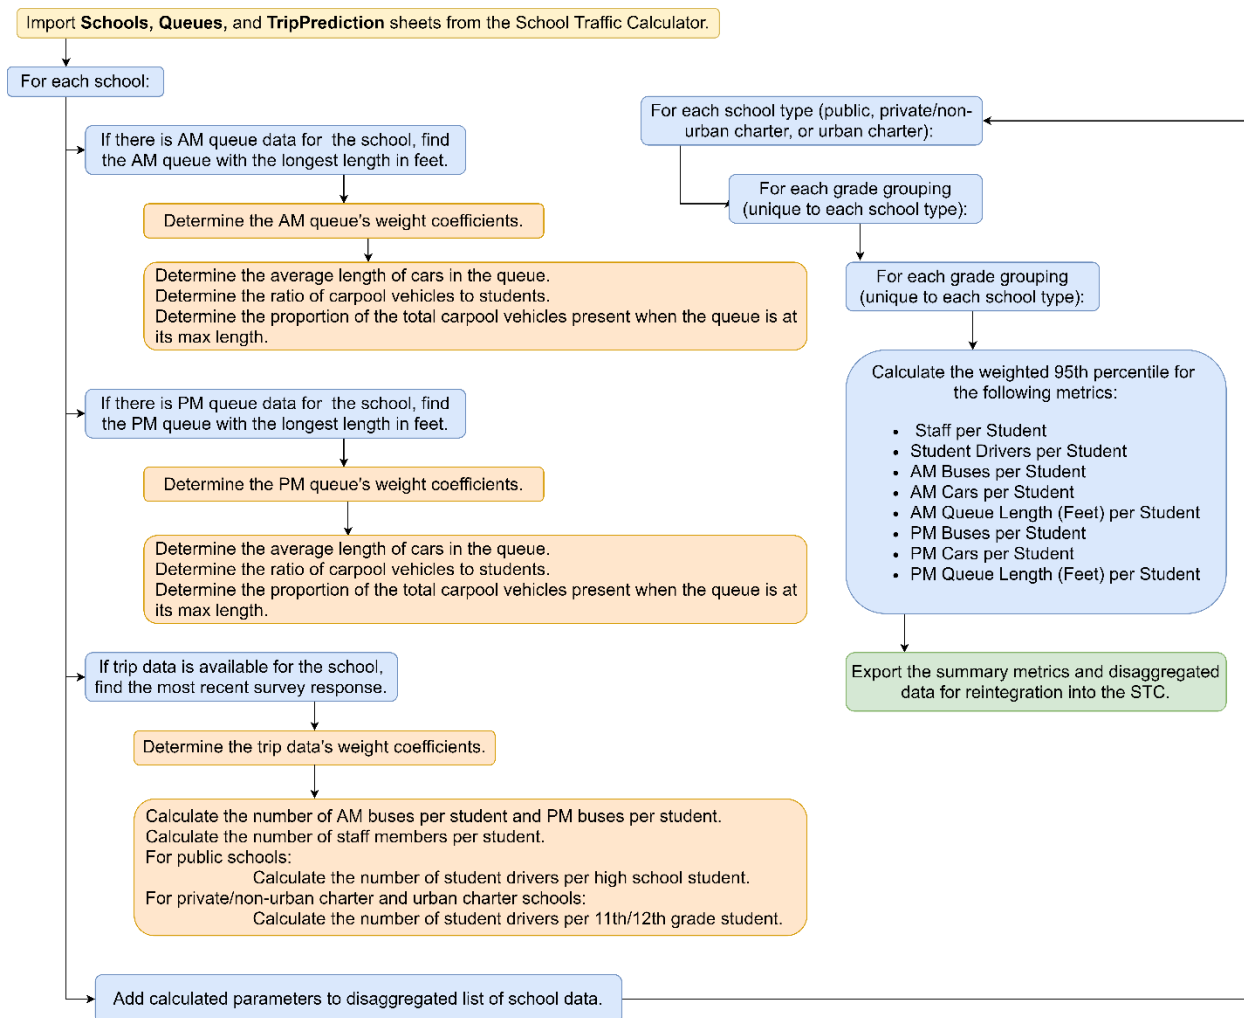 Import Schools, Queues, and TripPrediction sheets from the School Traffic Calculator.
For each school:
If there is AM queue data for the school, find
the AM queue with the longest length in feet.
Determine the AM queue's weight coefficients.
Determine the average length of cars in the queue.
Determine the ratio of carpool vehicles to students.
Determine the proportion of the total carpool vehicles present when the queue is at
its max length.
If there is PM queue data for the school, find
the PM queue with the longest length in feet.
Determine the PM queue's weight coefficients.
Determine the average length of cars in the queue.
Determine the ratio of carpool vehicles to students.
Determine the proportion of the total carpool vehicles present when the queue is at
its max length.
If trip data is available for the school,
find the most recent survey response.
Determine the trip data's weight coefficients.
Calculate the number of AM buses per student and PM buses per student.
Calculate the number of staff members per student.
For public schools:
Calculate the number of student drivers per high school student.
For private/non-urban charter and urban charter schools:
Calculate the number of student drivers per 11th/12th grade student.
Add calculated parameters to disaggregated list of school data.
For each school type (public, private/non-
urban charter, or urban charter):
For each grade grouping
(unique to each school type):
For each grade grouping
(unique to each school type):
Calculate the weighted 95th percentile for
the following metrics:
• Staff per Student
• Student Drivers per Student
• AM Buses per Student
• AM Cars per Student
• AM Queue Length (Feet) per Student
• PM Buses per Student
• PM Cars per Student
• PM Queue Length (Feet) per Student
Export the summary metrics and disaggregated
data for reintegration into the STC.